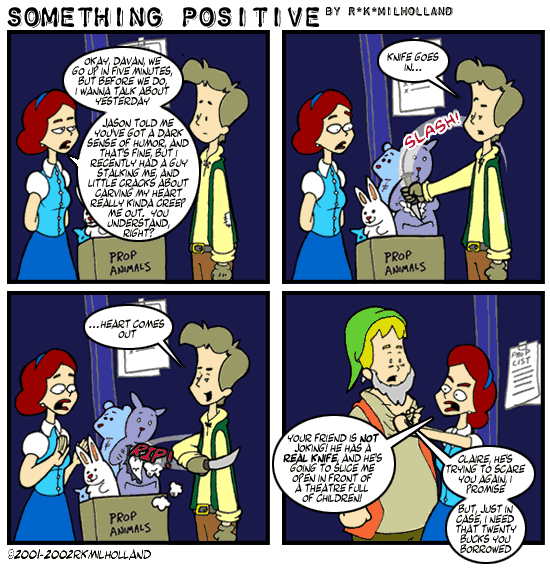 SOMETHING POSITIVE BY R*K*MILHOLLAND
OKAY, DAVAN, WE
GO UP IN FIVE MINUTES,
BUT BEFORE WE DO,
I WANNA TALK ABOUT
YESTERDAY
JASON TOLD ME
YOU'VE GOT A DARK
SENSE OF HUMOR, AND
THAT'S FINE, BUT I
RECENTLY HAD A GUY
STALKING ME, AND
LITTLE CRACKS ABOUT
CARVING MY HEART
REALLY KINDA CREEP
ME OUT. YOU
UNDERSTAND,
RIGHT?
PROP
ANIMALS
KNIFE GOES
IN...
SLASH!
PROP
ANIMALS
...HEART COMES
OUT
RIP!
PROP
ANIMALS
PROP
LIST
YOUR FRIEND IS NOT
JOKING! HE HAS A
REAL KNIFE, AND HE'S
GOING TO SLICE ME
OPEN IN FRONT OF
A THEATRE FULL
OF CHILDREN!
CLAIRE, HE'S
TRYING TO SCARE
YOU AGAIN, I
PROMISE
BUT, JUST IN
CASE, I NEED
THAT TWENTY
BUCKS YOU
BORROWED
©2001-2002RKMILHOLLAND